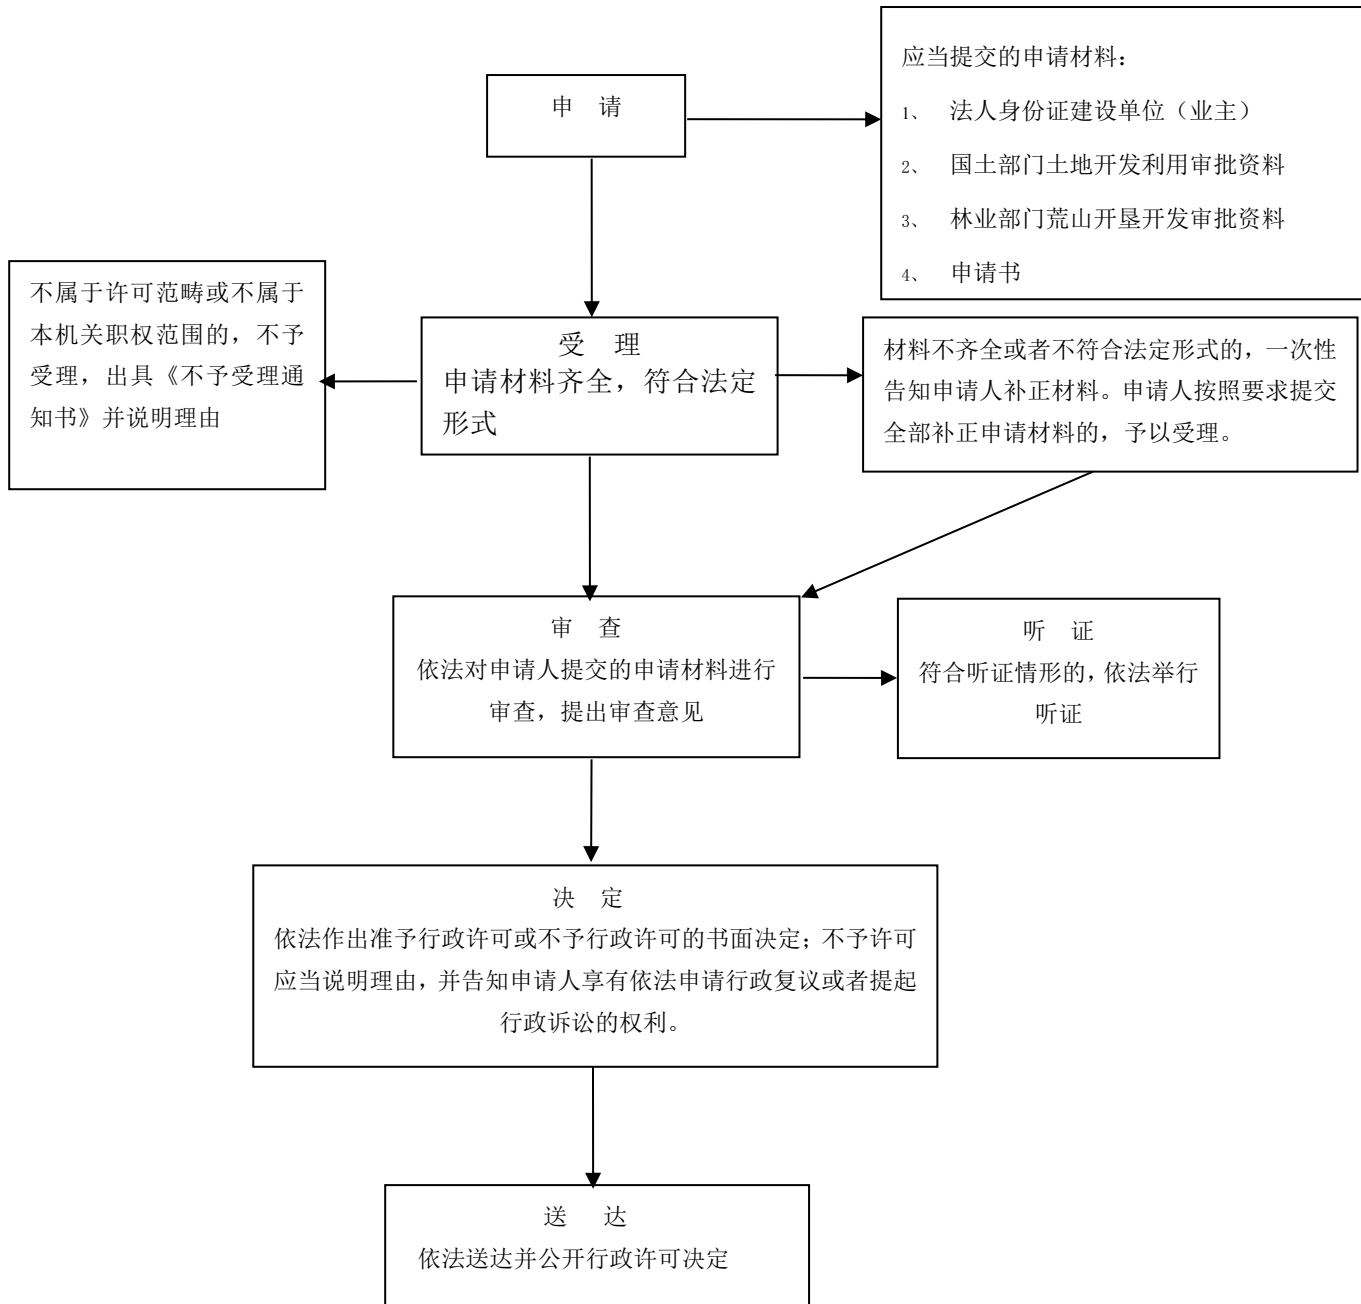 申 请
应当提交的申请材料：
1、 法人身份证建设单位（业主）
2、 国土部门土地开发利用审批资料
3、 林业部门荒山开垦开发审批资料
4、 申请书
不属于许可范畴或不属于
本机关职权范围的，不予
受理，出具《不予受理通
知书》并说明理由
受 理
申请材料齐全，符合法定
形式
材料不齐全或者不符合法定形式的，一次性
告知申请人补正材料。申请人按照要求提交
全部补正申请材料的，予以受理。
审 查
依法对申请人提交的申请材料进行
审查，提出审查意见
听 证
符合听证情形的，依法举行
听证
决 定
依法作出准予行政许可或不予行政许可的书面决定；不予许可
应当说明理由，并告知申请人享有依法申请行政复议或者提起
行政诉讼的权利。
送 达
依法送达并公开行政许可决定